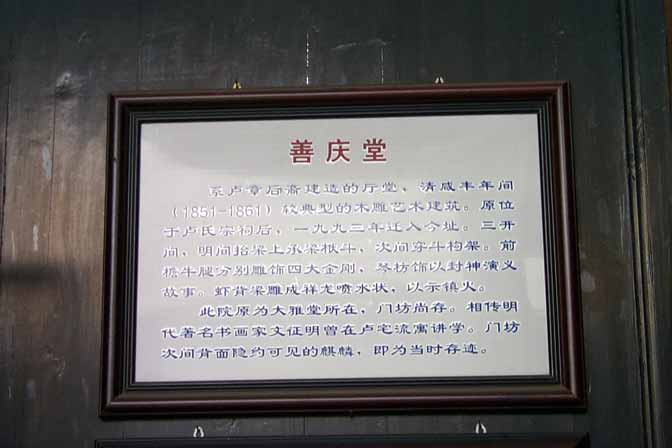 善庆堂
系卢章后裔建造的厅堂、清咸丰年间
(1851-1861)较典型的木雕艺术建筑。原位
于卢氏宗祠后，一九九三年迁入今址。三开
间，明间抬梁上承梁栿斗，次间穿斗构架。前
檐牛腿分别雕饰四大金刚，琴枋饰以封神演义
故事。虾背梁雕成祥龙喷水状，以示镇火。
此院原为大雅堂所在，门坊尚存。相传明
代著名书画家文征明曾在卢宅流寓讲学。门坊
次间背面隐约可见的麒麟，即为当时存迹。